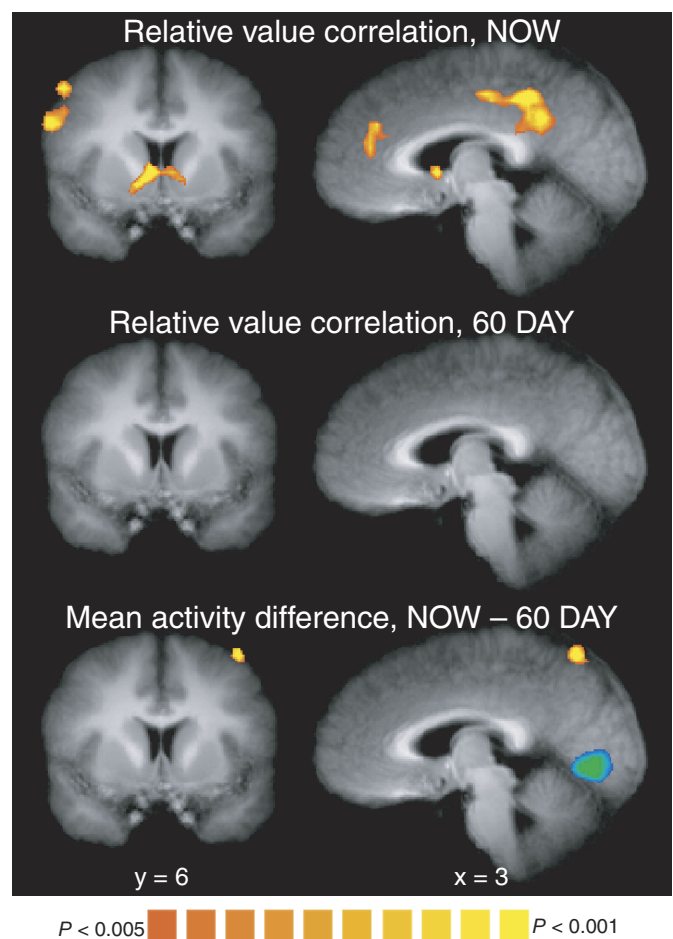 Relative value correlation, NOW
Relative value correlation, 60 DAY
Mean activity difference, NOW – 60 DAY
y = 6
x = 3
P < 0.005
P < 0.001